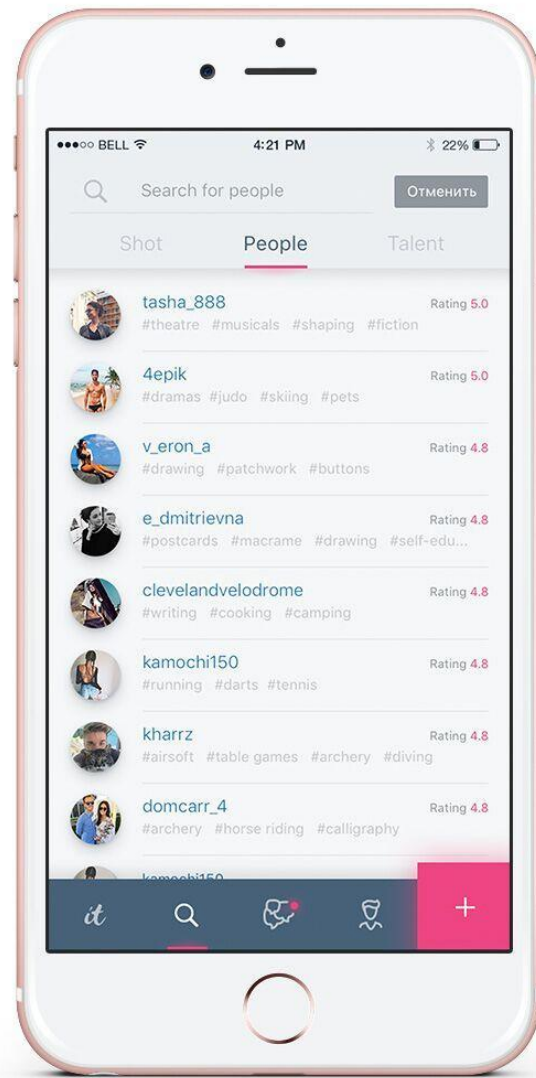 BELL 4:21 PM 22%
Search for people Отменить
Shot People Talent
tasha_888 Rating 5.0
#theatre #musicals #shaping #fiction
4epik Rating 5.0
#dramas #judo #skiing #pets
v_eron_a Rating 4.8
#drawing #patchwork #buttons
e_dmitrievna Rating 4.8
#postcards #macrame #drawing #self-edu...
clevelandvelodrome Rating 4.8
#writing #cooking #camping
kamochi150 Rating 4.8
#running #darts #tennis
kharrz Rating 4.8
#airsoft #table games #archery #diving
domcarr_4 Rating 4.8
#archery #horse riding #calligraphy
kamochi150
it +